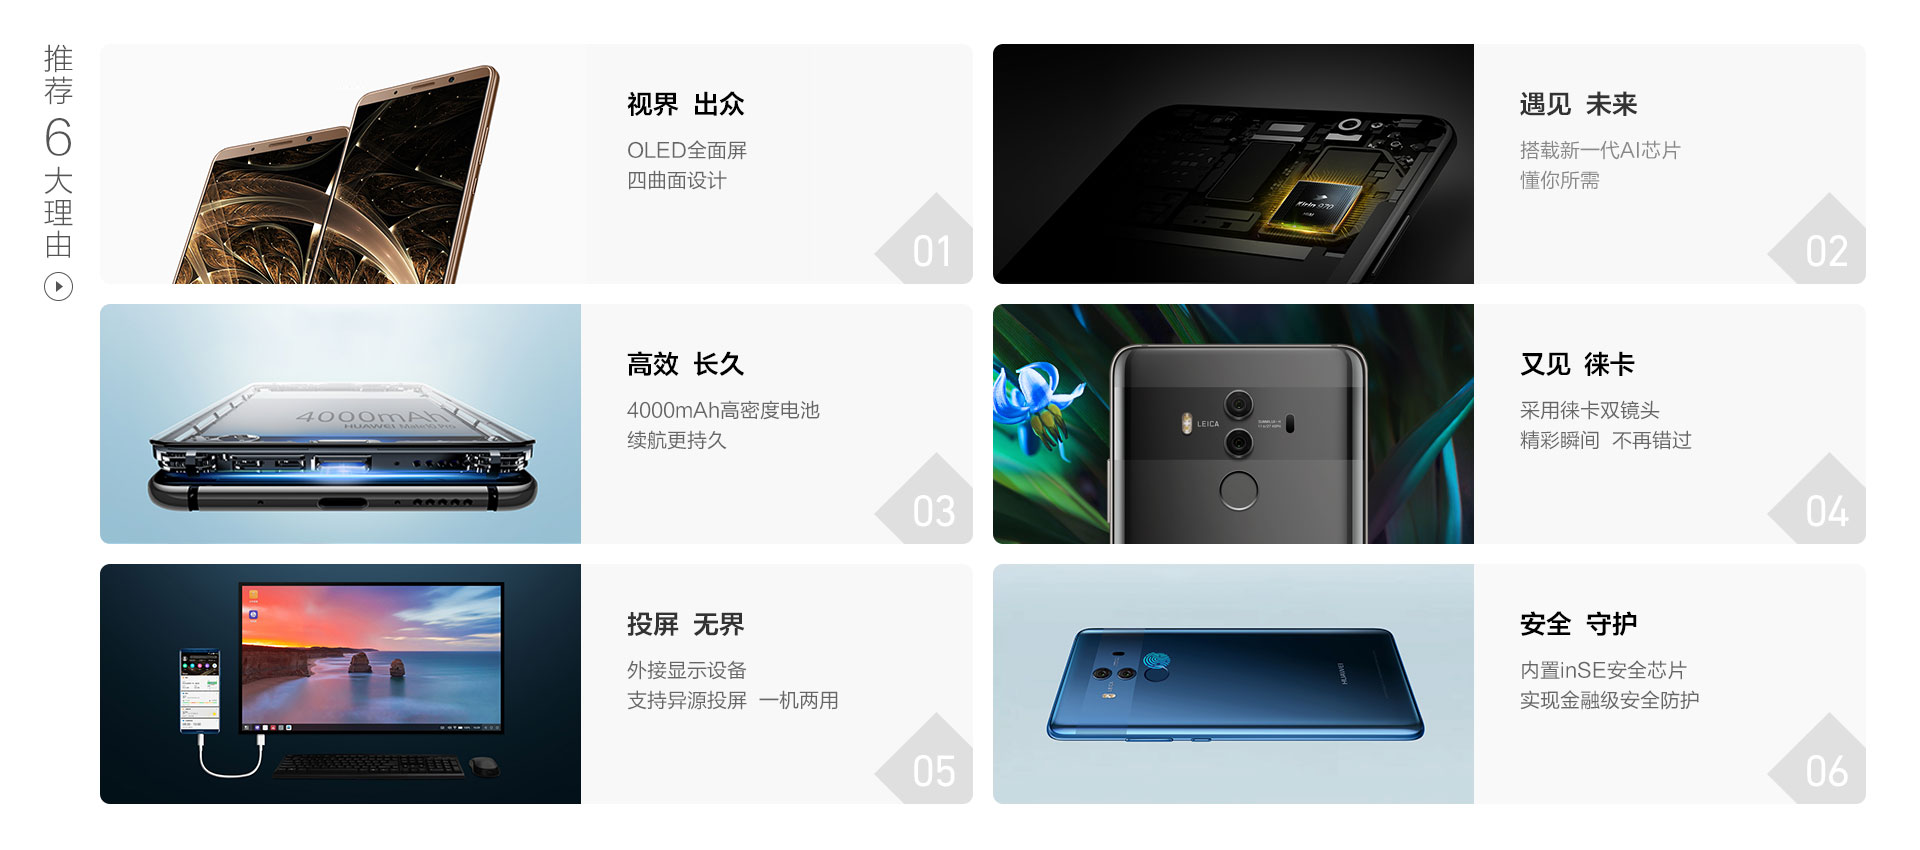 推荐6大理由
视界 出众
OLED全面屏
四曲面设计
01
Kirin 970
遇见 未来
搭载新一代AI芯片
懂你所需
02
4000mAh
HUAWEI Mate10 Pro
高效 长久
4000mAh高密度电池
续航更持久
03
LEICA
又见 徕卡
采用徕卡双镜头
精彩瞬间 不再错过
04
投屏 无界
外接显示设备
支持异源投屏 一机两用
05
HUAWEI
安全 守护
内置inSE安全芯片
实现金融级安全防护
06